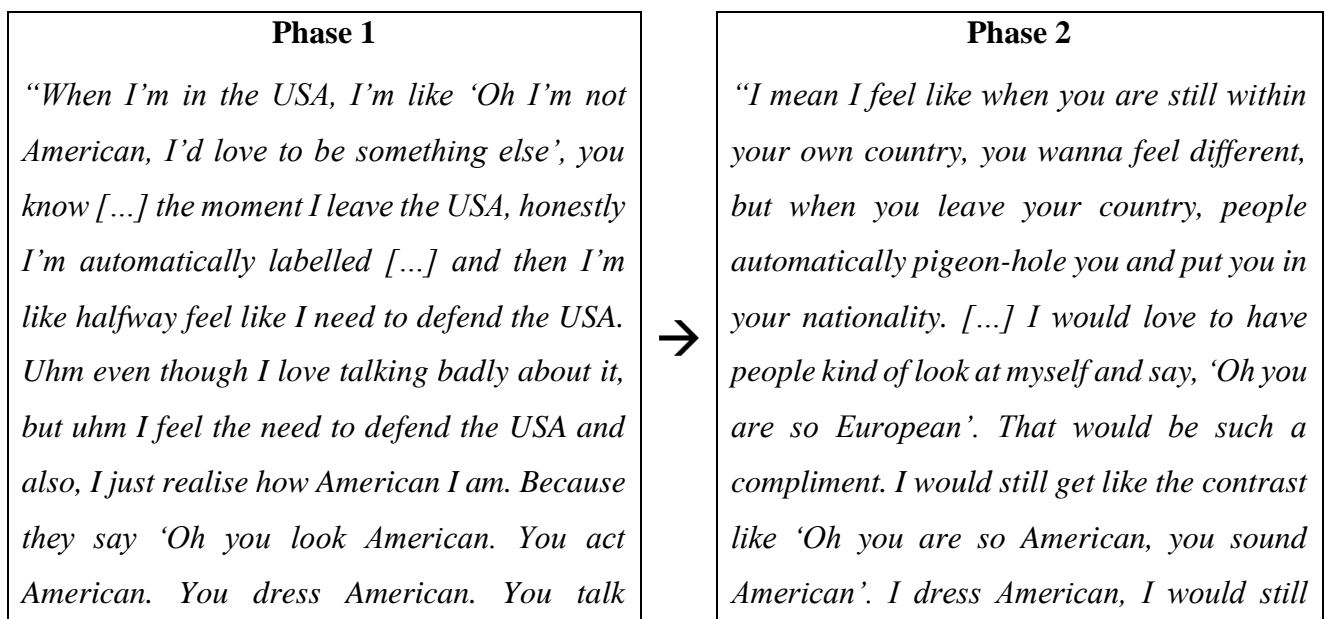 Phase 1
“When I’m in the USA, I’m like ‘Oh I’m not
American, I’d love to be something else’, you
know […] the moment I leave the USA, honestly
I’m automatically labelled […] and then I’m
like halfway feel like I need to defend the USA.
Uhm even though I love talking badly about it,
but uhm I feel the need to defend the USA and
also, I just realise how American I am. Because
they say ‘Oh you look American. You act
American. You dress American. You talk
→
Phase 2
“I mean I feel like when you are still within
your own country, you wanna feel different,
but when you leave your country, people
automatically pigeon-hole you and put you in
your nationality. […] I would love to have
people kind of look at myself and say, ‘Oh you
are so European’. That would be such a
compliment. I would still get like the contrast
like ‘Oh you are so American, you sound
American’. I dress American, I would still